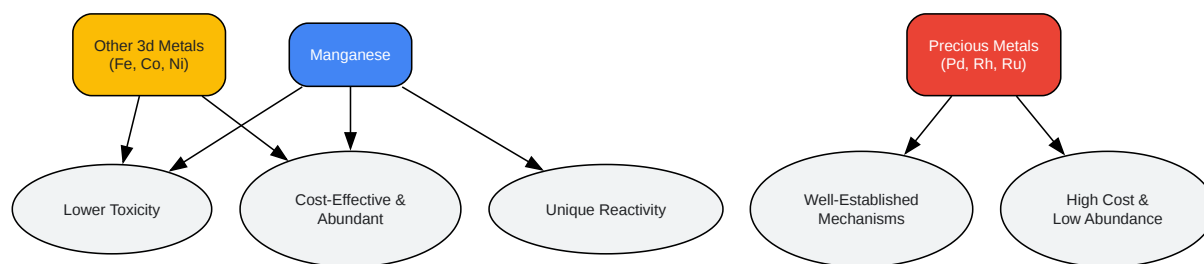 Other 3d Metals
(Fe, Co, Ni)
Manganese
Precious Metals
(Pd, Rh, Ru)
Lower Toxicity
Cost-Effective &
Abundant
Unique Reactivity
Well-Established
Mechanisms
High Cost &
Low Abundance